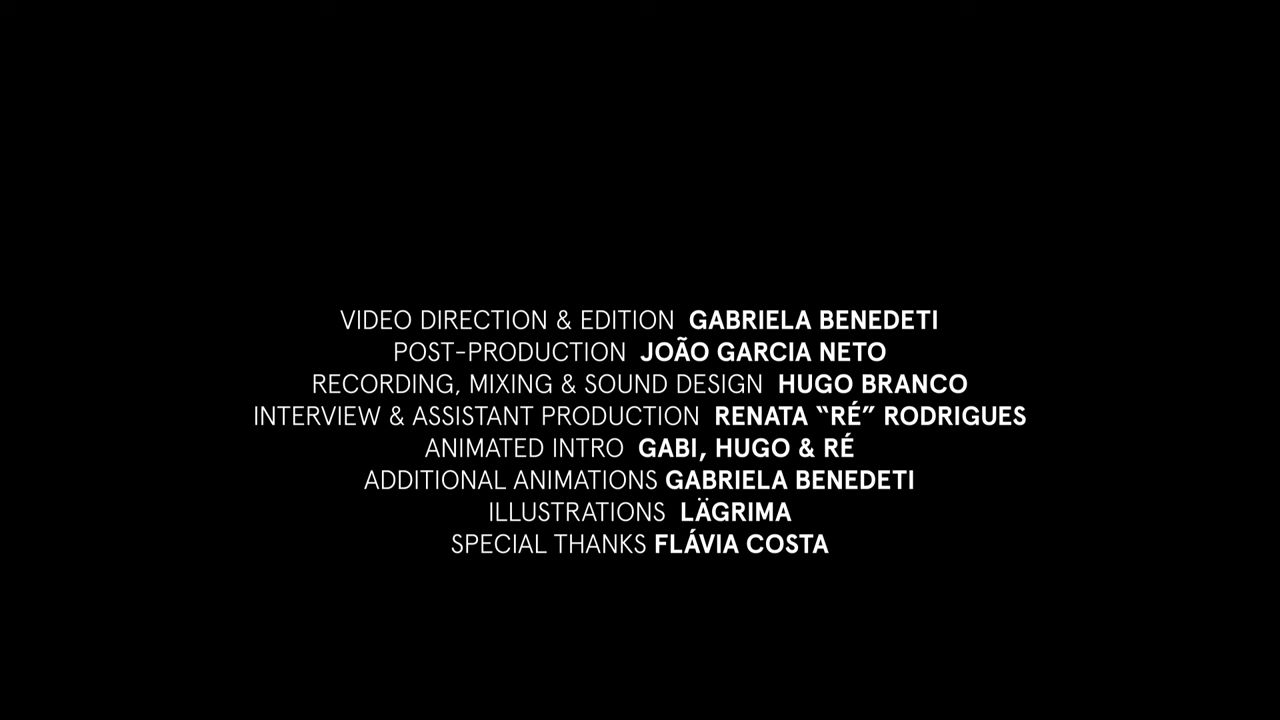 VIDEO DIRECTION & EDITION GABRIELA BENEDETI
POST-PRODUCTION JOÃO GARCIA NETO
RECORDING, MIXING & SOUND DESIGN HUGO BRANCO
INTERVIEW & ASSISTANT PRODUCTION RENATA “RÉ” RODRIGUES
ANIMATED INTRO GABI, HUGO & RÉ
ADDITIONAL ANIMATIONS GABRIELA BENEDETI
ILLUSTRATIONS LÄGRIMA
SPECIAL THANKS FLÁVIA COSTA